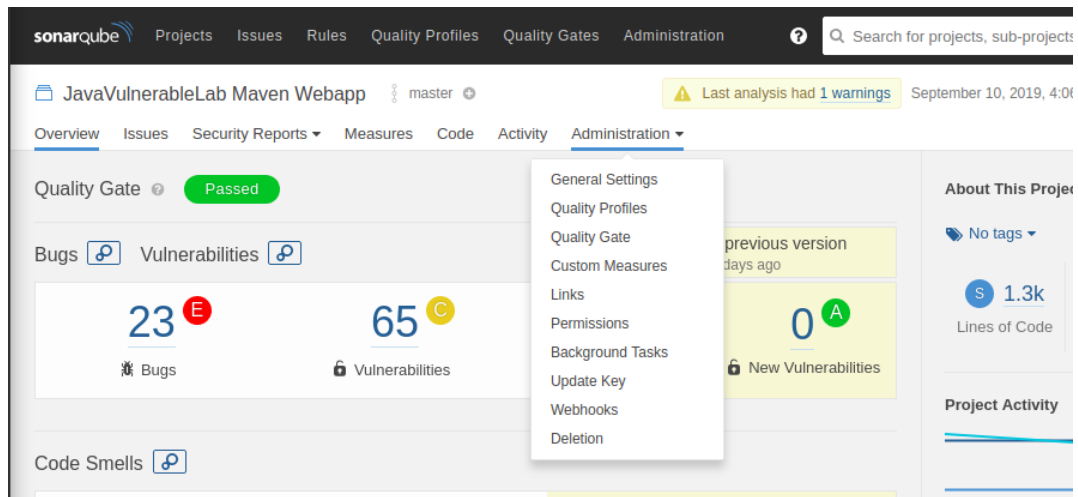 sonarqube Projects Issues Rules Quality Profiles Quality Gates Administration ? Search for projects, sub-projects
JavaVulnerableLab Maven Webapp master Last analysis had 1 warnings September 10, 2019, 4:06
Overview Issues Security Reports Measures Code Activity Administration
General Settings
Quality Profiles
Quality Gate
Custom Measures
Links
Permissions
Background Tasks
Update Key
Webhooks
Deletion
Quality Gate ? Passed
Bugs Vulnerabilities
previous version
days ago
23 E 65 C 0 A
Bugs Vulnerabilities New Vulnerabilities
Code Smells
About This Projec
No tags
S 1.3k
Lines of Code
Project Activity